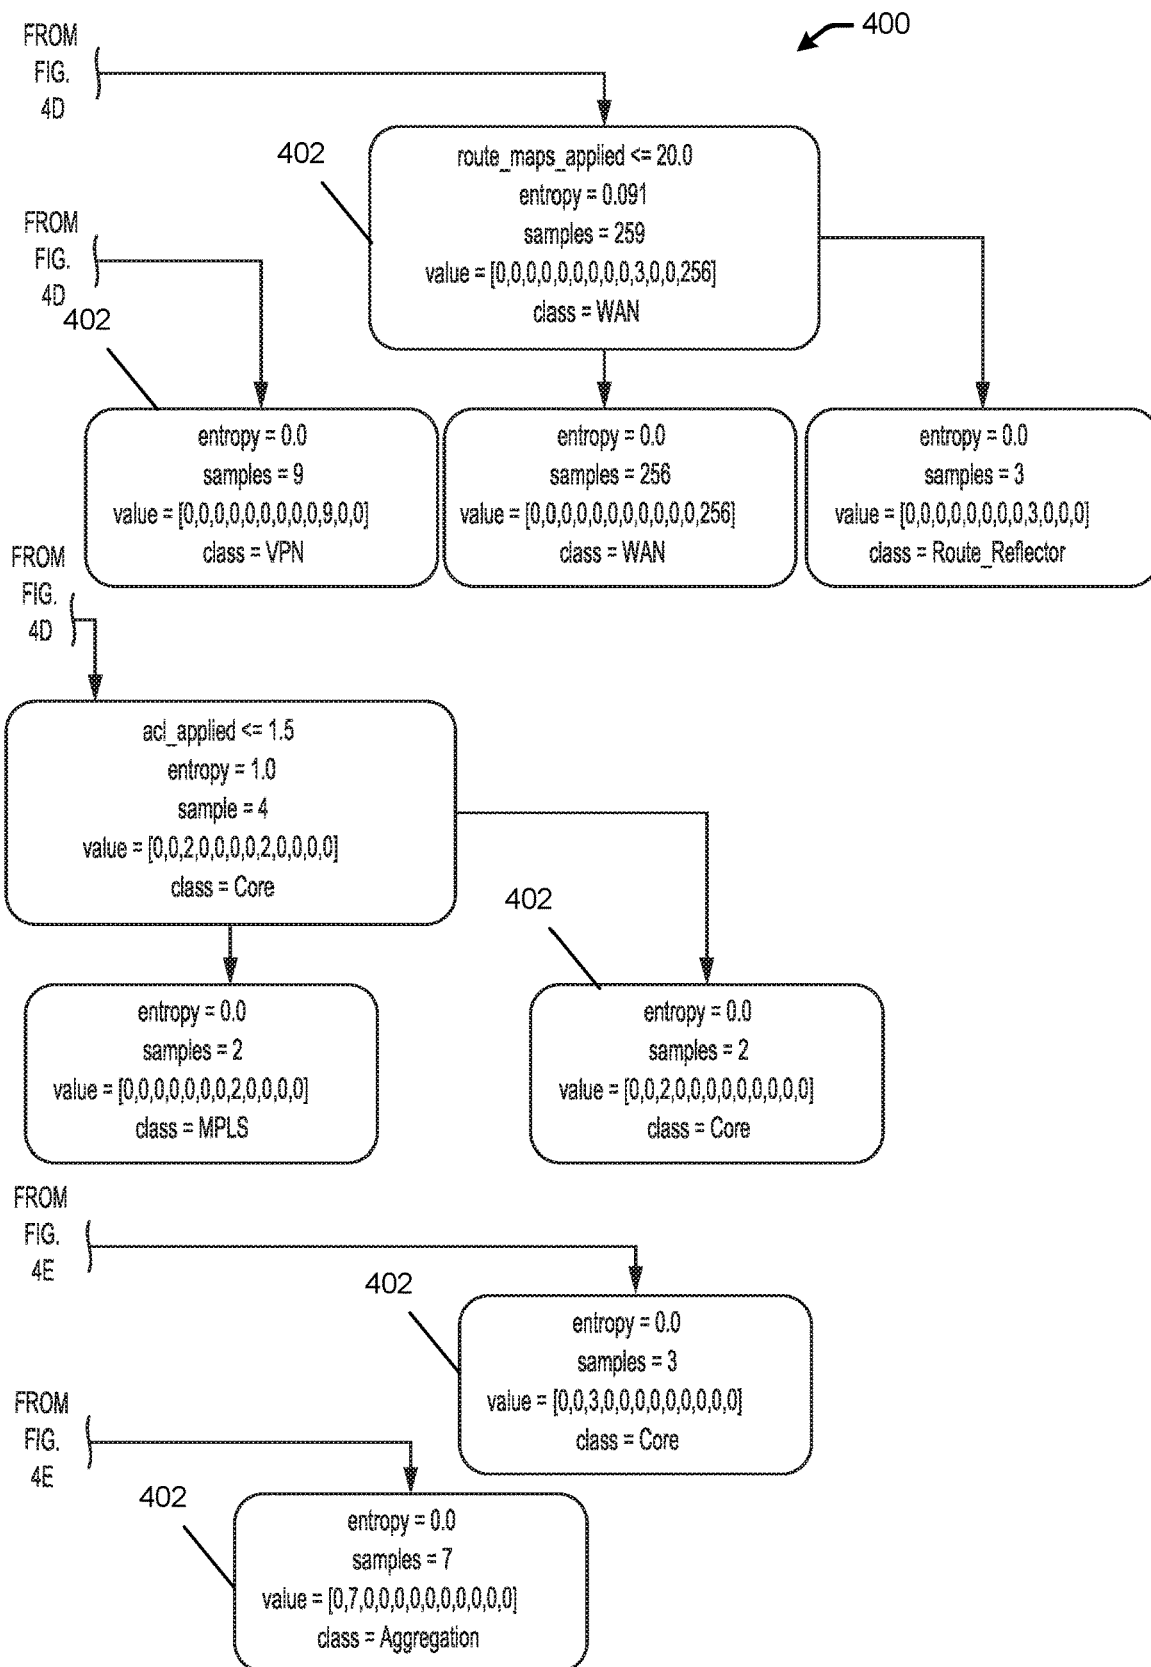 400
FROM
FIG.
4D
402
route_maps_applied <= 20.0
entropy = 0.091
samples = 259
value = [0,0,0,0,0,0,0,0,0,3,0,0,256]
class = WAN
FROM
FIG.
4D
402
entropy = 0.0
samples = 9
value = [0,0,0,0,0,0,0,0,0,9,0,0]
class = VPN
entropy = 0.0
samples = 256
value = [0,0,0,0,0,0,0,0,0,0,0,256]
class = WAN
entropy = 0.0
samples = 3
value = [0,0,0,0,0,0,0,0,3,0,0,0]
class = Route_Reflector
FROM
FIG.
4D
acl_applied <= 1.5
entropy = 1.0
sample = 4
value = [0,0,2,0,0,0,0,2,0,0,0,0]
class = Core
402
entropy = 0.0
samples = 2
value = [0,0,0,0,0,0,0,2,0,0,0,0]
class = MPLS
entropy = 0.0
samples = 2
value = [0,0,2,0,0,0,0,0,0,0,0,0]
class = Core
FROM
FIG.
4E
402
entropy = 0.0
samples = 3
value = [0,0,3,0,0,0,0,0,0,0,0,0]
class = Core
FROM
FIG.
4E
402
entropy = 0.0
samples = 7
value = [0,7,0,0,0,0,0,0,0,0,0,0]
class = Aggregation